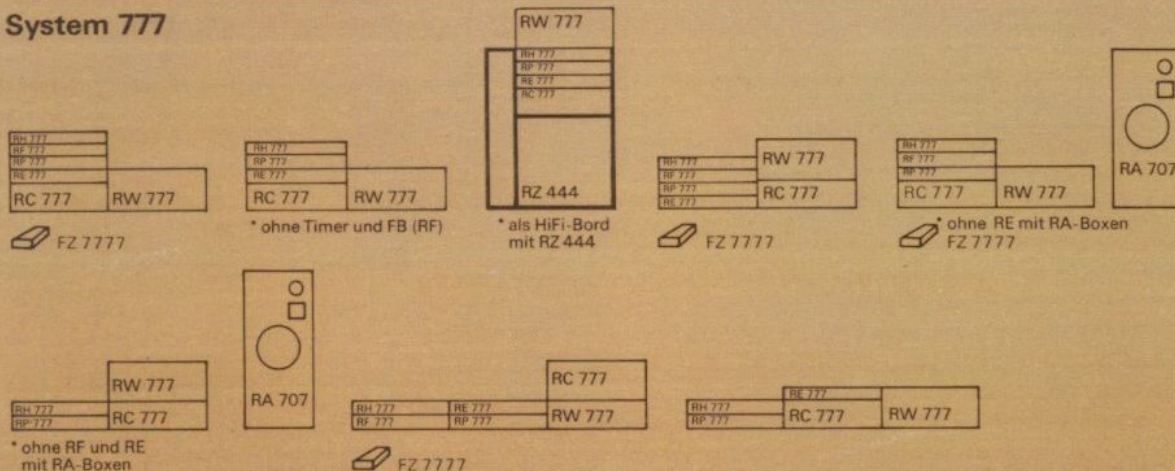 System 777
RH 777
RF 777
RP 777
RE 777
RC 777 RW 777
FZ 7777
RH 777
RP 777
RE 777
RC 777 RW 777
* ohne Timer und FB (RF)
RW 777
RH 777
RP 777
RE 777
RC 777
RZ 444
* als HiFi-Bord
mit RZ 444
RH 777
RF 777
RP 777
RE 777
RW 777
RC 777
FZ 7777
RH 777
RF 777
RP 777
RC 777 RW 777
* ohne RE mit RA-Boxen
FZ 7777
RA 707
RW 777
RH 777
RP 777
RC 777
* ohne RF und RE
mit RA-Boxen
RA 707
RC 777
RH 777 RE 777
RF 777 RP 777
RW 777
FZ 7777
RE 777
RH 777
RP 777
RC 777 RW 777